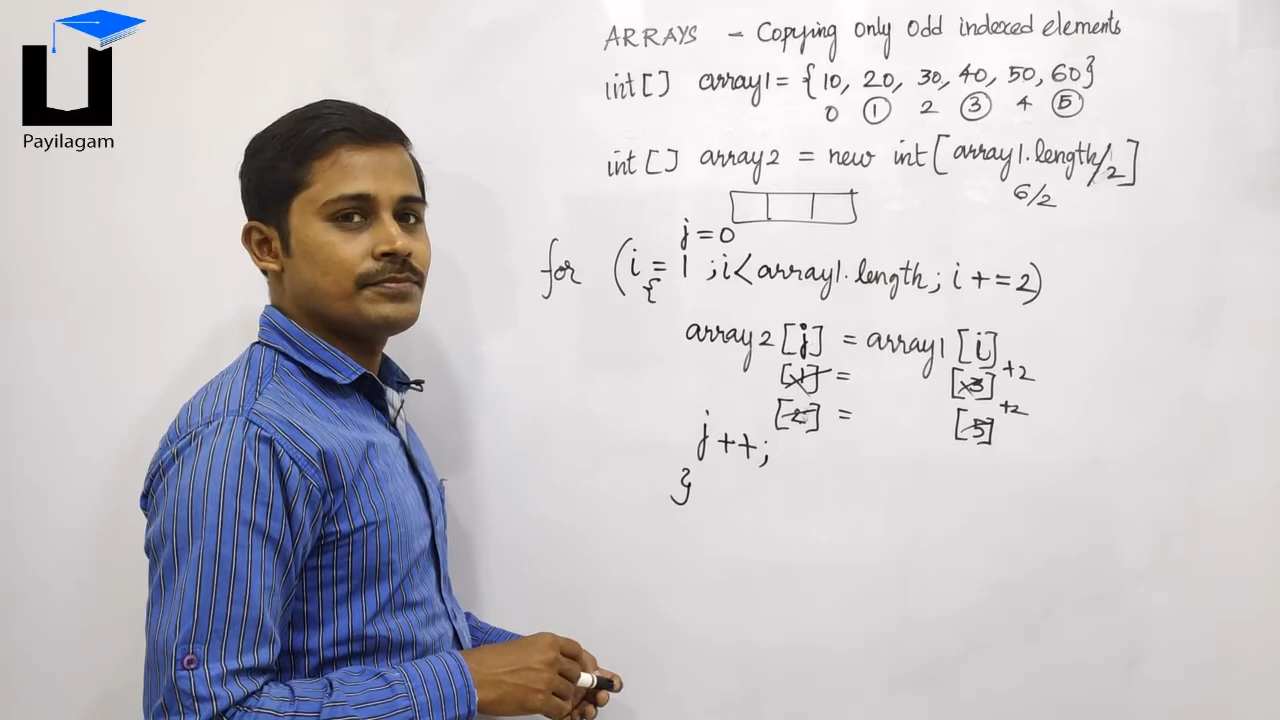 Payilagam
ARRAYS - Copying only odd indexed elements
int[] array1 = {10, 20, 30, 40, 50, 60}
0 1 2 3 4 5
int[] array2 = new int[array1.length/2]
6/2
j=0
for (i = 1 ; i< array1.length; i += 2)
{
array2 [j] = array1 [i]
[1] = [3] +2
[2] = [5] +2
j++;
}